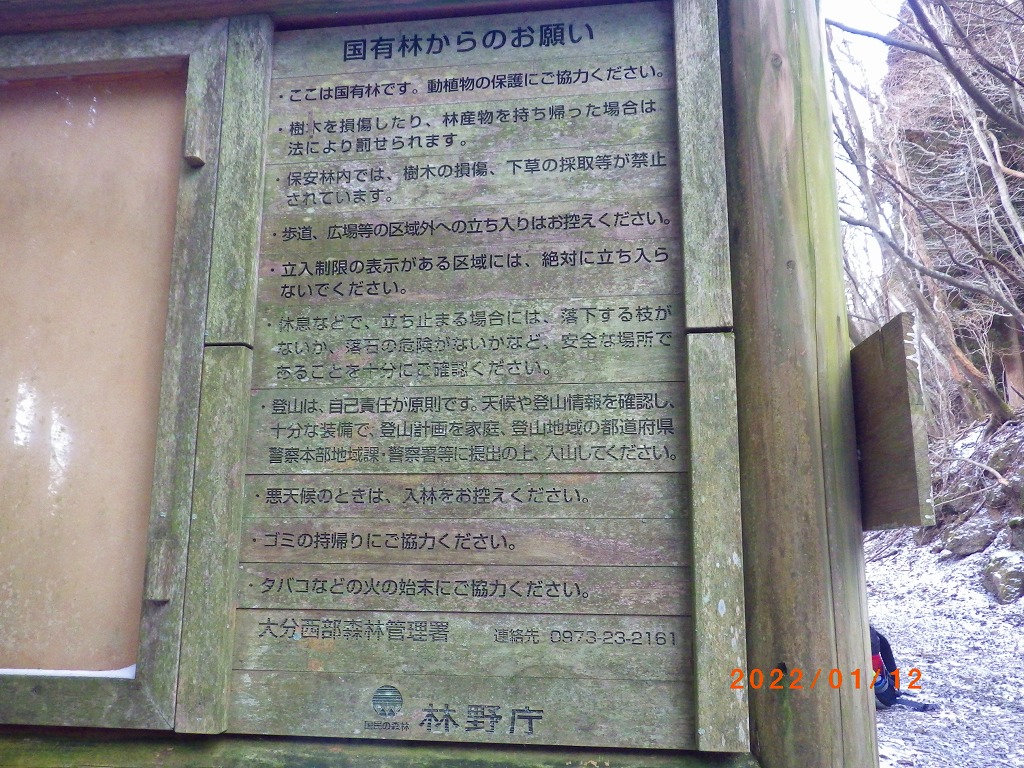 国有林からのお願い
・ここは国有林です。動植物の保護にご協力ください。
・樹木を損傷したり、林産物を持ち帰った場合は
法により罰せられます。
・保安林内では、樹木の損傷、下草の採取等が禁止
されています。
・歩道、広場等の区域外への立ち入りはお控えください。
・立入制限の表示がある区域には、絶対に立ち入ら
ないでください。
・休息などで、立ち止まる場合には、落下する枝が
ないか、落石の危険がないかなど、安全な場所で
あることを十分にご確認ください。
・登山は、自己責任が原則です。天候や登山情報を確認し、
十分な装備で、登山計画を家庭、登山地域の都道府県
警察本部地域課・警察署等に提出の上、入山してください。
・悪天候のときは、入林をお控えください。
・ゴミの持帰りにご協力ください。
・タバコなどの火の始末にご協力ください。
大分西部森林管理署 連絡先 0973-23-2161
国民の森林 林野庁
2022/01/12